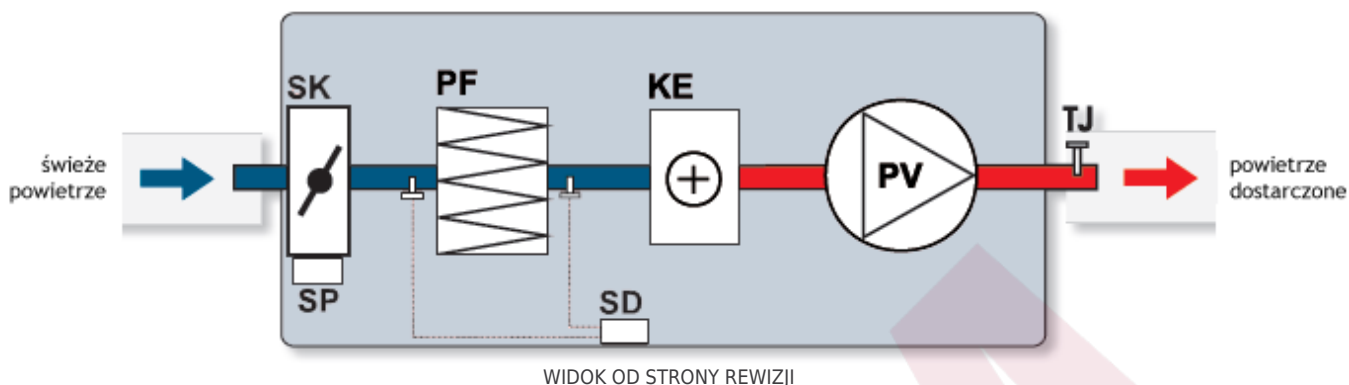 SK
PF
KE
TJ
świeże
powietrze
PV
powietrze
dostarczone
SP
SD
WIDOK OD STRONY REWIZJI